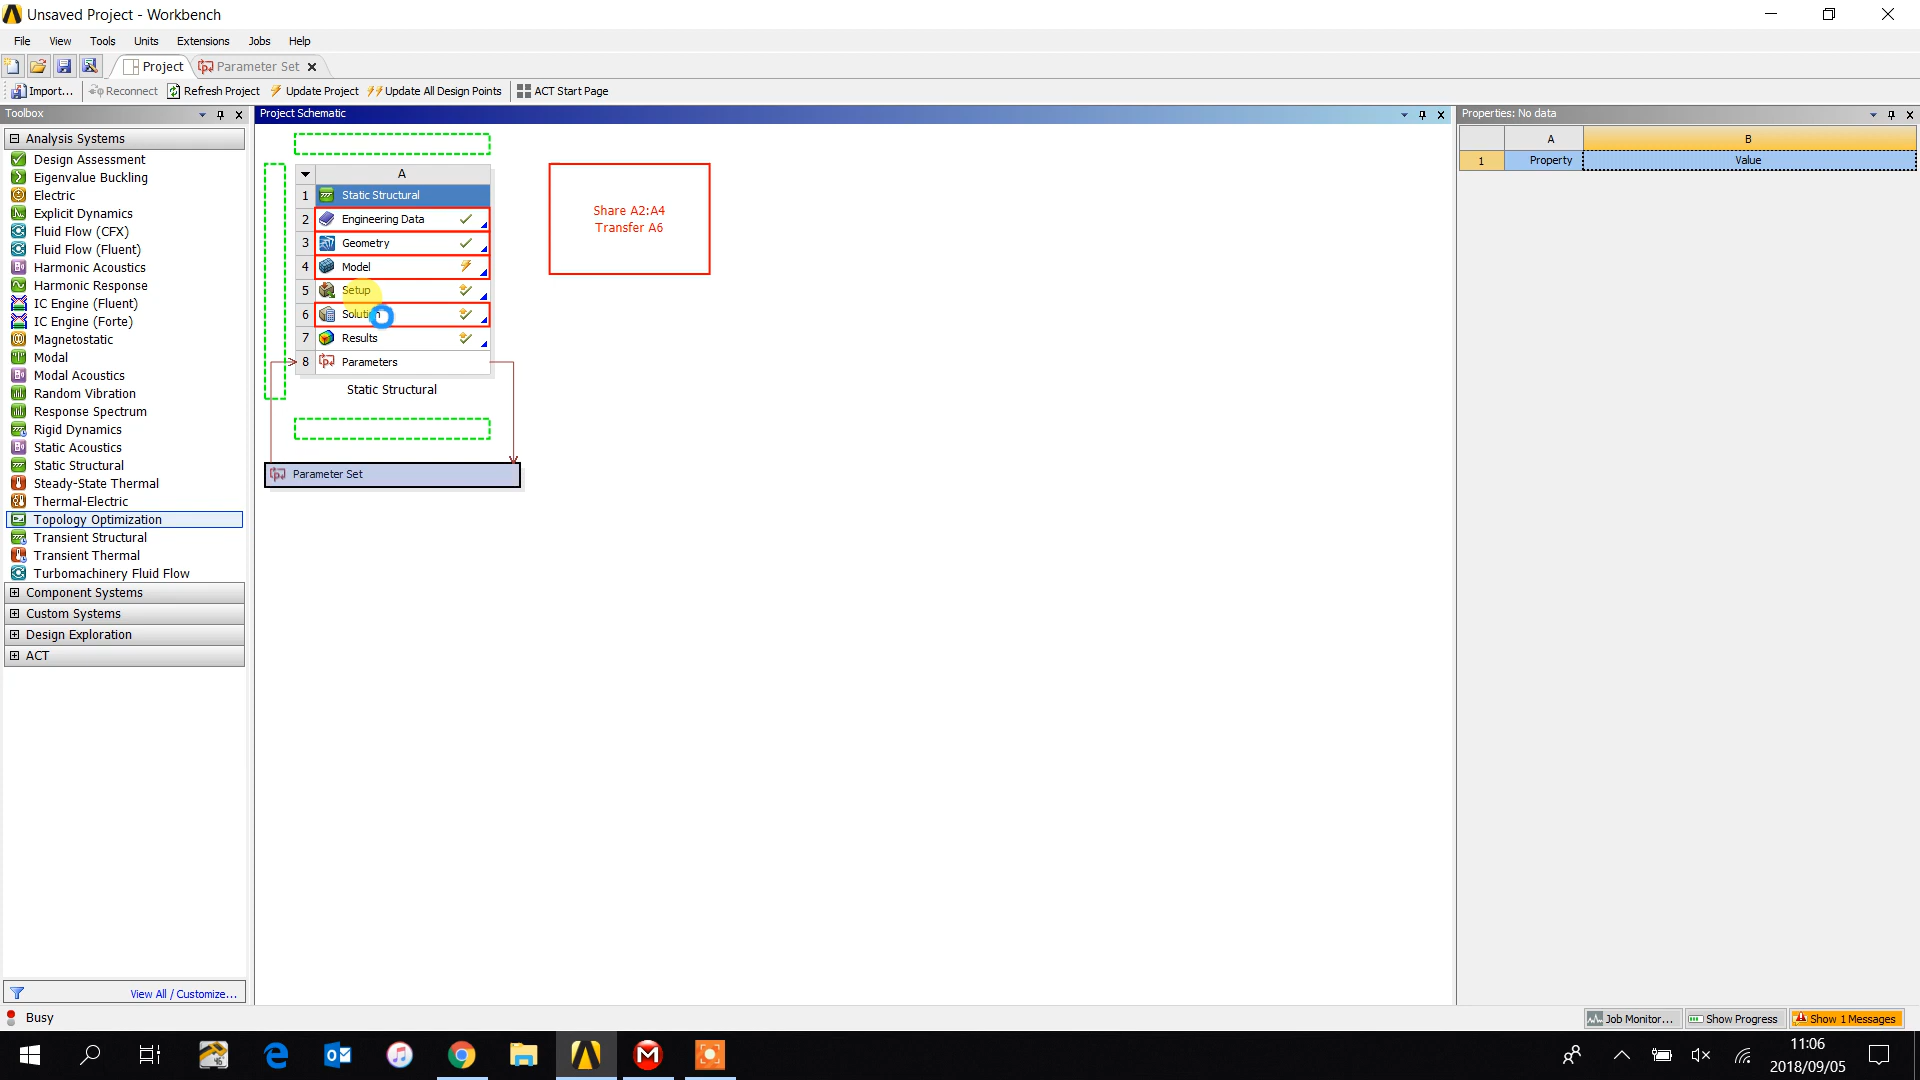 Unsaved Project - Workbench
File View Tools Units Extensions Jobs Help
Project Parameter Set
Import... Reconnect Refresh Project Update Project Update All Design Points ACT Start Page
Toolbox
Analysis Systems
Design Assessment
Eigenvalue Buckling
Electric
Explicit Dynamics
Fluid Flow (CFX)
Fluid Flow (Fluent)
Harmonic Acoustics
Harmonic Response
IC Engine (Fluent)
IC Engine (Forte)
Magnetostatic
Modal
Modal Acoustics
Random Vibration
Response Spectrum
Rigid Dynamics
Static Acoustics
Static Structural
Steady-State Thermal
Thermal-Electric
Topology Optimization
Transient Structural
Transient Thermal
Turbomachinery Fluid Flow
Component Systems
Custom Systems
Design Exploration
ACT
View All / Customize...
Project Schematic
A
1 Static Structural
2 Engineering Data
3 Geometry
4 Model
5 Setup
6 Solution
7 Results
8 Parameters
Static Structural
Parameter Set
Share A2:A4
Transfer A6
Properties: No data
A B
1 Property Value
Busy
Job Monitor... Show Progress Show 1 Messages
11:06
2018/09/05